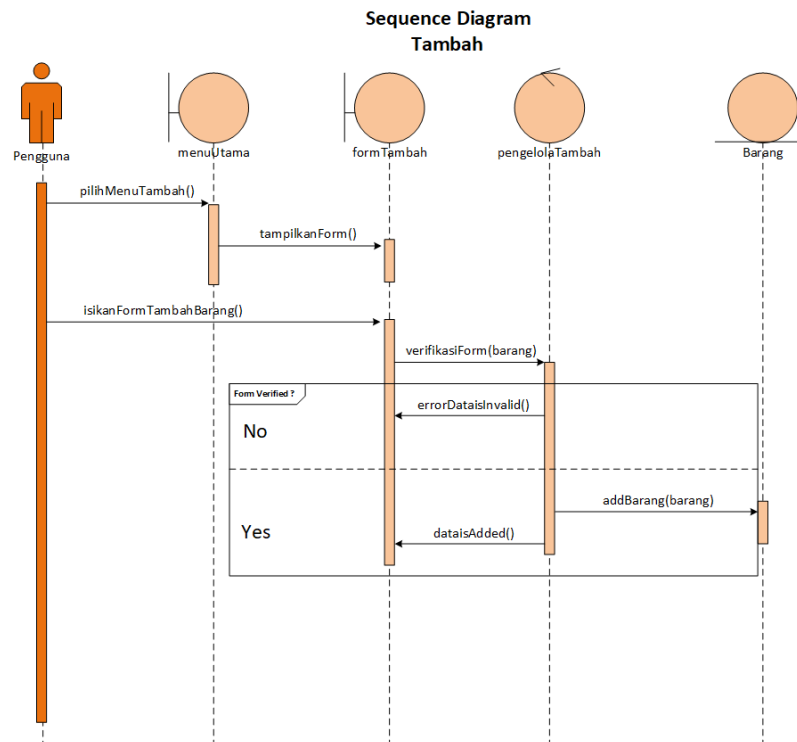 Sequence Diagram
Tambah
Pengguna
menuUtama
formTambah
pengelolaTambah
Barang
pilihMenuTambah()
tampilkanForm()
isikanFormTambahBarang()
verifikasiForm(barang)
Form Verified ?
errorDataisInvalid()
No
addBarang(barang)
Yes
dataisAdded()